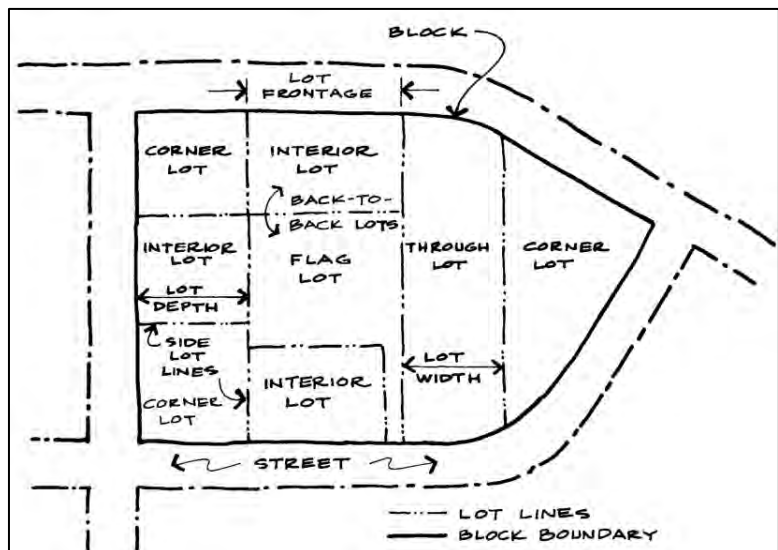 BLOCK
LOT
FRONTAGE
CORNER
LOT
INTERIOR
LOT
BACK-TO-
BACK LOTS
INTERIOR
LOT
FLAG
LOT
THROUGH
LOT
CORNER
LOT
LOT
DEPTH
SIDE
LOT
LINES
CORNER
LOT
INTERIOR
LOT
LOT
WIDTH
STREET
LOT LINES
BLOCK BOUNDARY